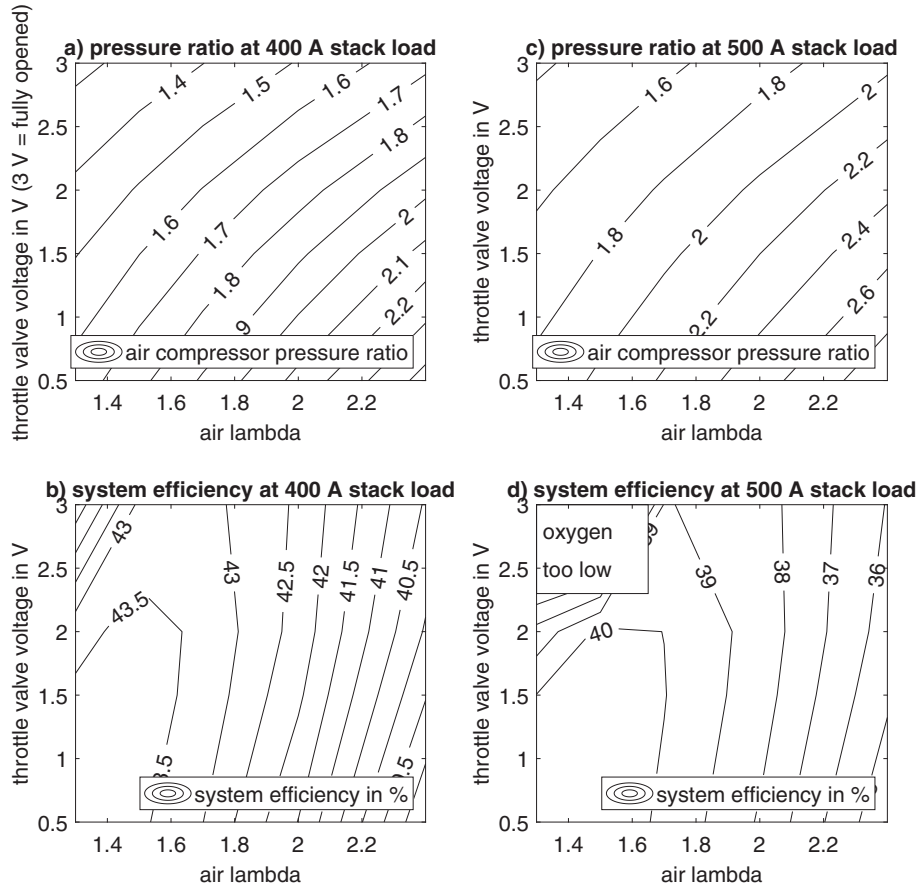 a) pressure ratio at 400 A stack load
throttle valve voltage in V (3 V = fully opened)
3
2.5
2
1.5
1
0.5
1.4
1.5
1.6
1.7
1.8
1.6
1.7
1.8
9
2
2.1
2.2
air compressor pressure ratio
1.4 1.6 1.8 2 2.2
air lambda
c) pressure ratio at 500 A stack load
throttle valve voltage in V
3
2.5
2
1.5
1
0.5
1.6
1.8
2
2.2
1.8
2
2.4
2.2
2.6
air compressor pressure ratio
1.4 1.6 1.8 2 2.2
air lambda
b) system efficiency at 400 A stack load
throttle valve voltage in V
3
2.5
2
1.5
1
0.5
43
43.5
43
42.5
42
41.5
41
40.5
3.5
9.5
system efficiency in %
1.4 1.6 1.8 2 2.2
air lambda
d) system efficiency at 500 A stack load
throttle valve voltage in V
3
2.5
2
1.5
1
0.5
oxygen
too low
39
38
37
36
40
system efficiency in %
1.4 1.6 1.8 2 2.2
air lambda